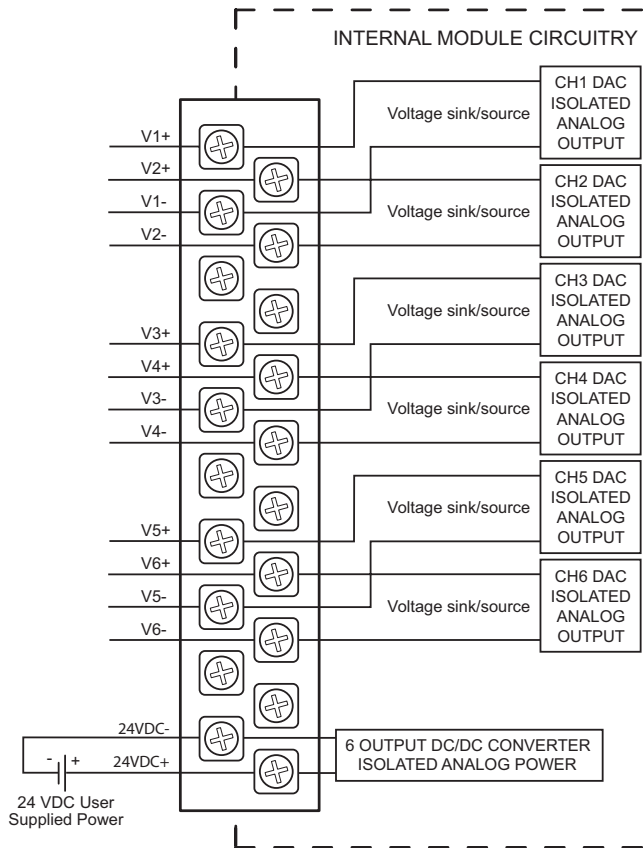 INTERNAL MODULE CIRCUITRY
CH1 DAC
ISOLATED
ANALOG
OUTPUT
Voltage sink/source
V1+
V2+
CH2 DAC
ISOLATED
ANALOG
OUTPUT
Voltage sink/source
V1-
V2-
CH3 DAC
ISOLATED
ANALOG
OUTPUT
Voltage sink/source
V3+
V4+
CH4 DAC
ISOLATED
ANALOG
OUTPUT
Voltage sink/source
V3-
V4-
CH5 DAC
ISOLATED
ANALOG
OUTPUT
Voltage sink/source
V5+
V6+
CH6 DAC
ISOLATED
ANALOG
OUTPUT
Voltage sink/source
V5-
V6-
24VDC-
6 OUTPUT DC/DC CONVERTER
ISOLATED ANALOG POWER
- +
24VDC+
24 VDC User
Supplied Power